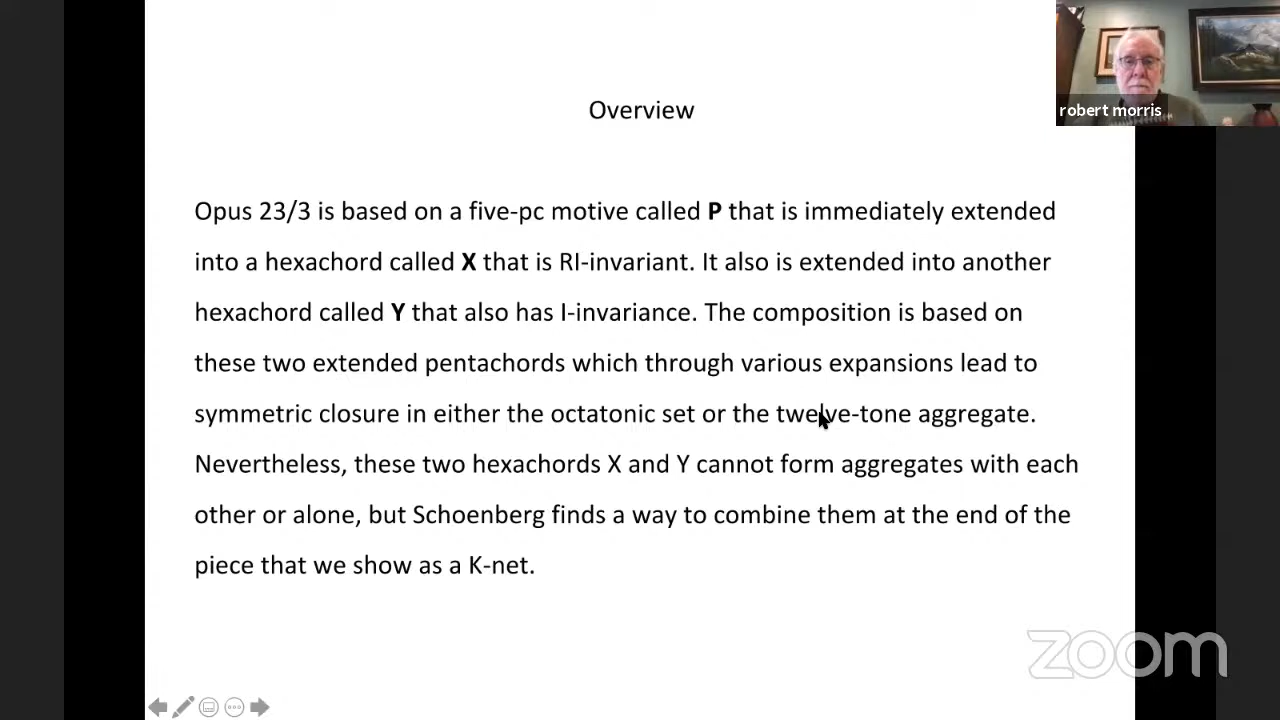 Overview
robert morris
Opus 23/3 is based on a five-pc motive called P that is immediately extended
into a hexachord called X that is RI-invariant. It also is extended into another
hexachord called Y that also has I-invariance. The composition is based on
these two extended pentachords which through various expansions lead to
symmetric closure in either the octatonic set or the twelve-tone aggregate.
Nevertheless, these two hexachords X and Y cannot form aggregates with each
other or alone, but Schoenberg finds a way to combine them at the end of the
piece that we show as a K-net.
zoom